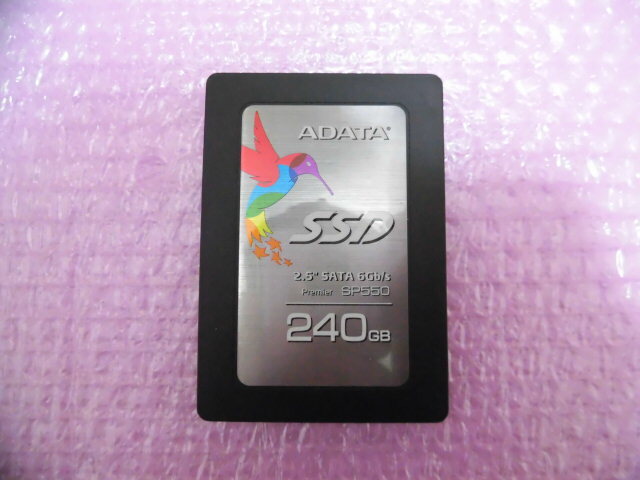 ADATA
SSD
2.5" SATA 6Gb/s
Premier SP550
240GB